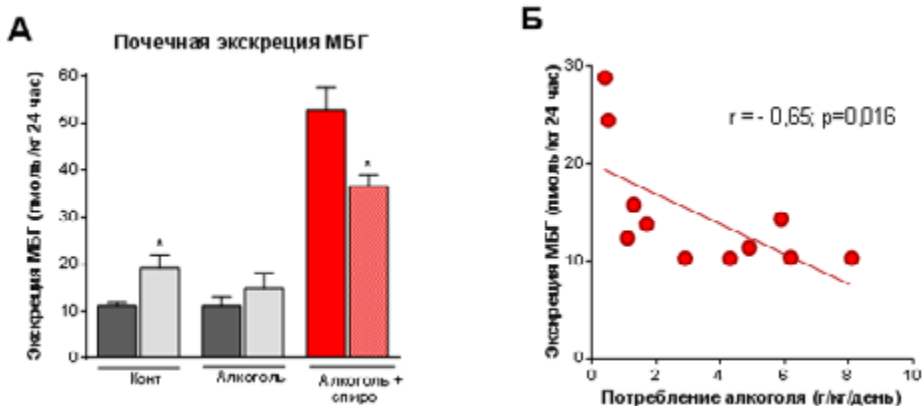 А
Почечная экскреция МБГ
Экскреция МБГ (пмоль /кг 24 час)
60
50
40
30
20
10
0
*
*
Конт
Алкоголь
Алкоголь +
спиро
Б
Экскреция МБГ (пмоль /кг 24 час)
30
20
10
0
r = - 0,65; p=0,016
0
2
4
6
8
10
Потребление алкоголя (г/кг/день)